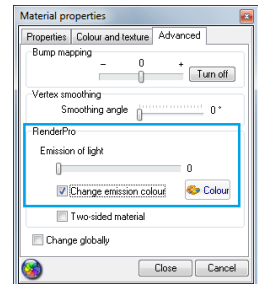 Material properties
Properties Colour and texture Advanced
Bump mapping
- 0 +
Turn off
Vertex smoothing
Smoothing angle 0 °
RenderPro
Emission of light
0
Change emission colour Colour
Two-sided material
Change globally
Close Cancel